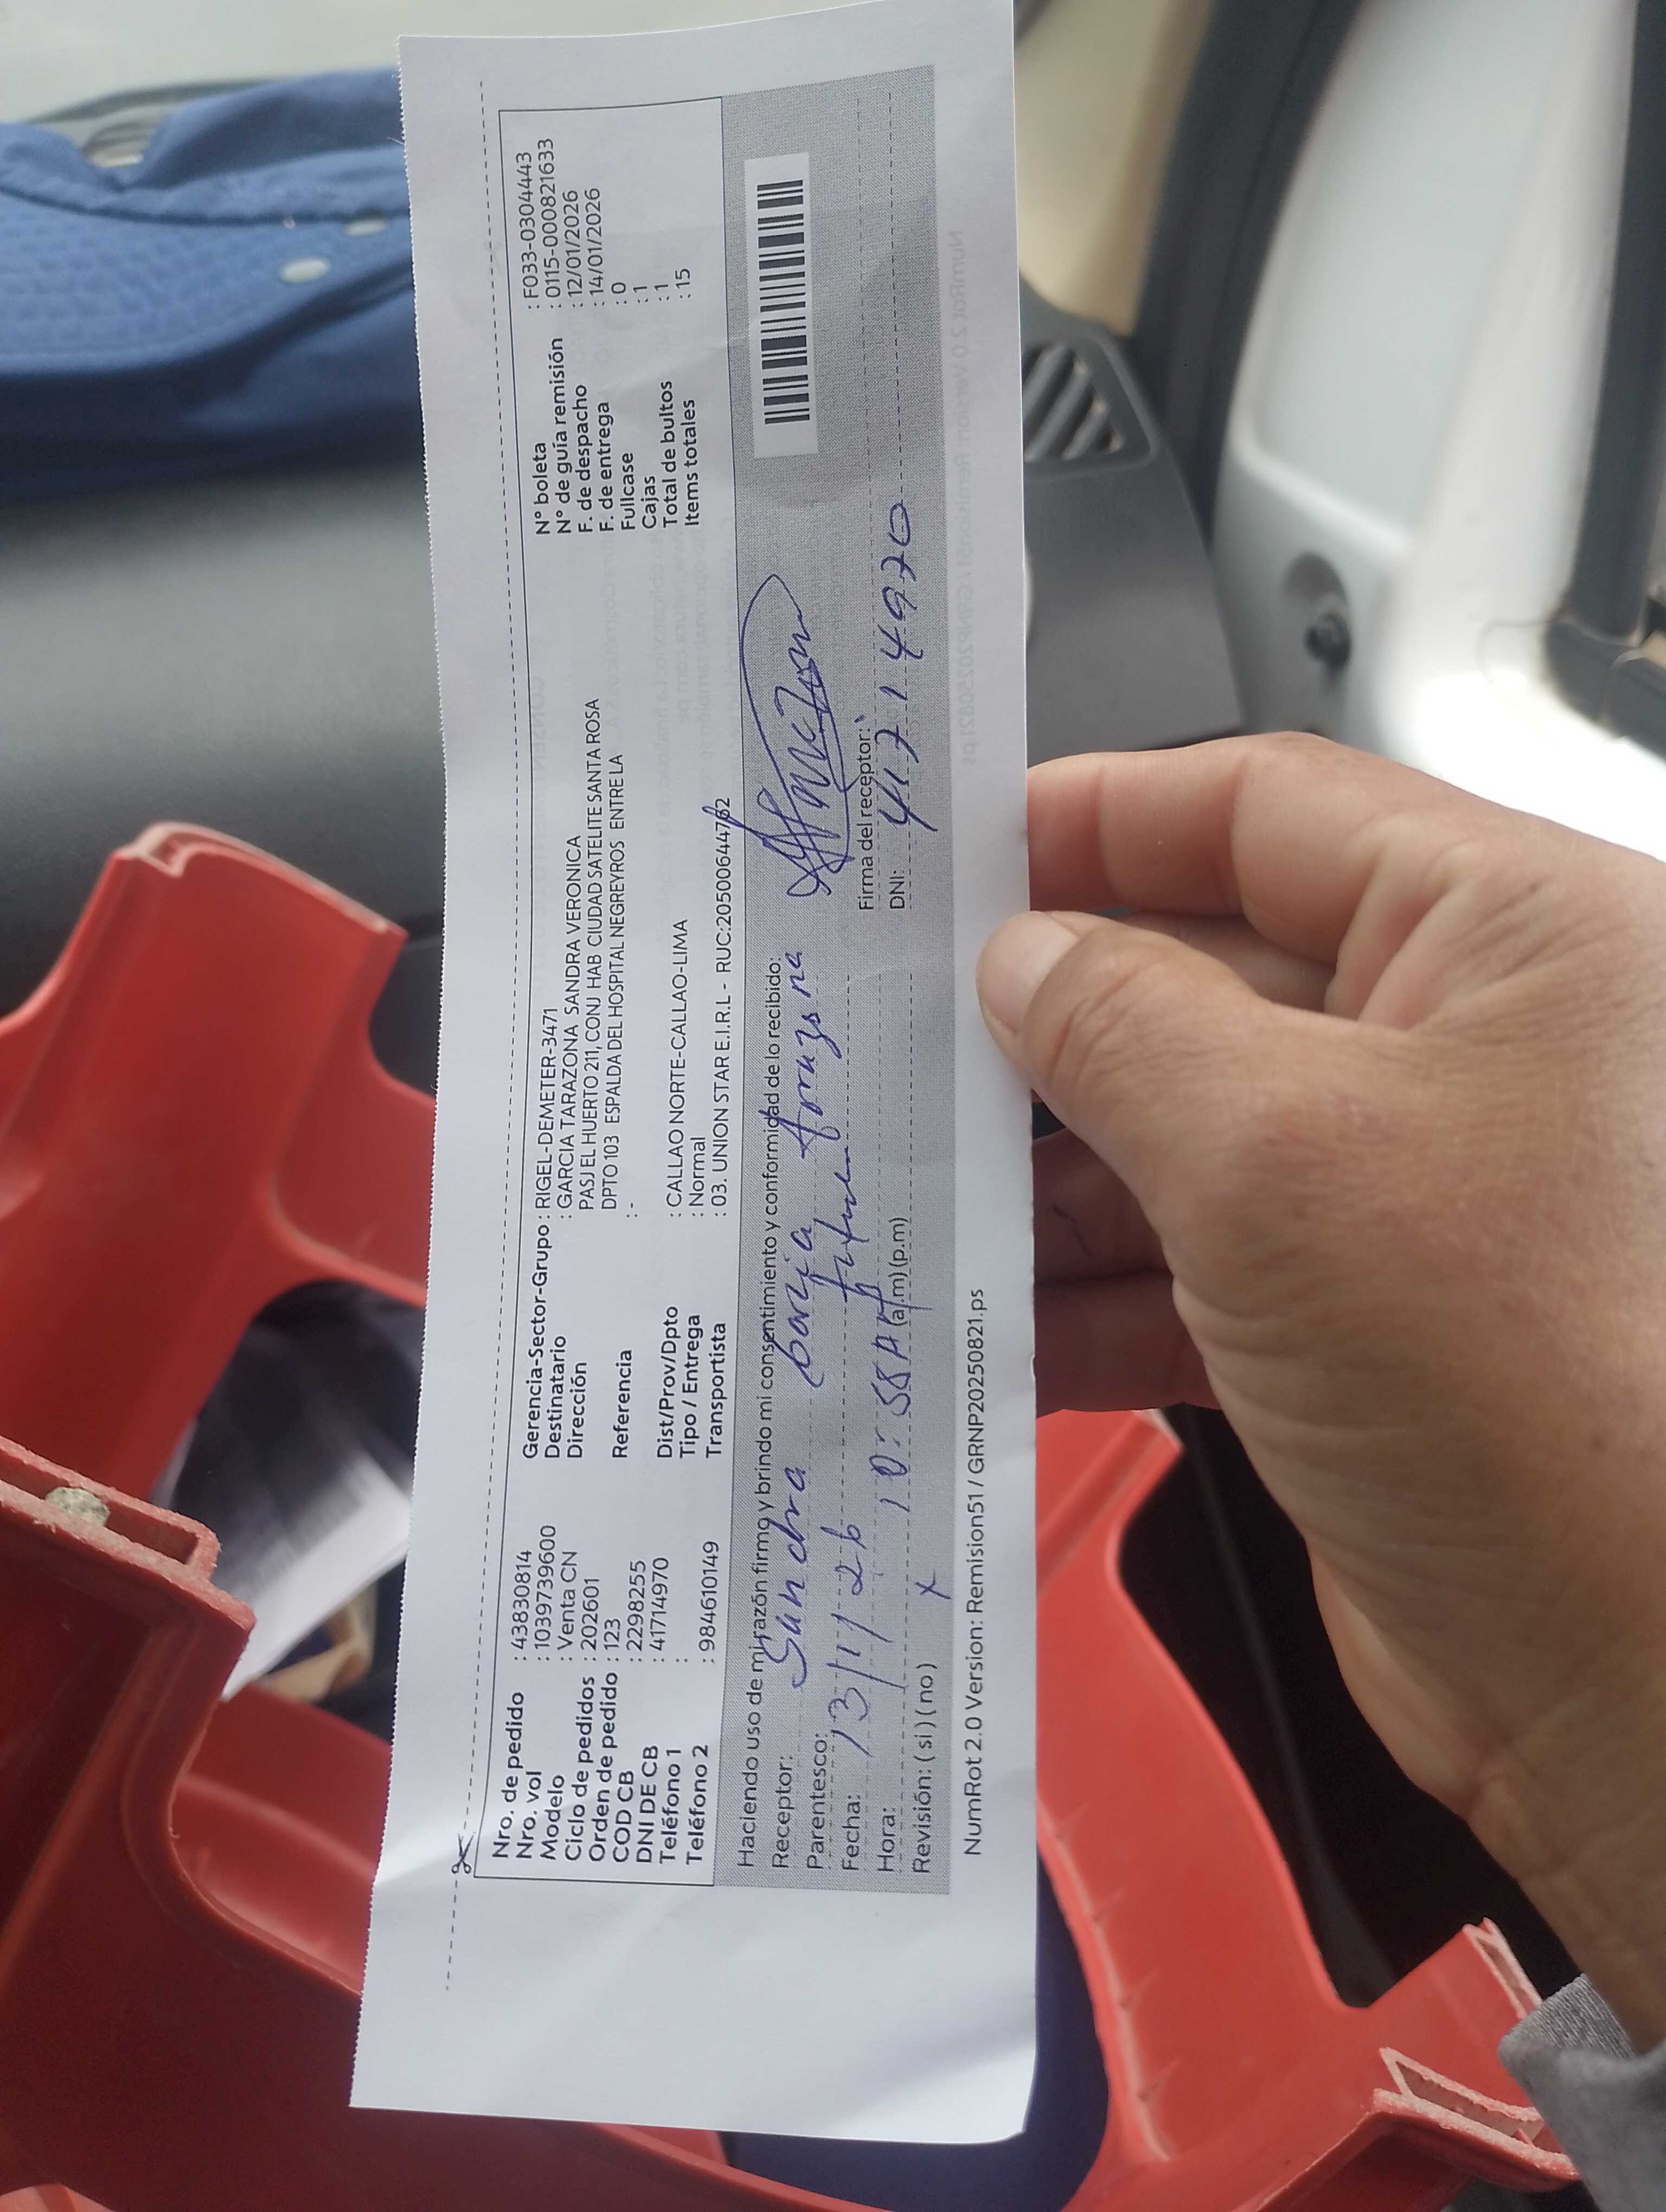 Nro. de pedido : 43830814
Nro. vol : 1039739600
Modelo : Venta CN
Ciclo de pedidos : 202601
Orden de pedido : 123
COD CB : 2298255
DNI DE CB : 41714970
Teléfono 1 :
Teléfono 2 : 984610149
Gerencia-Sector-Grupo : RIGEL-DEMETER-3471
Destinatario : GARCIA TARAZONA SANDRA VERONICA
Dirección PASJ EL HUERTO 211, CONJ HAB CIUDAD SATELITE SANTA ROSA
DPTO 103 ESPALDA DEL HOSPITAL NEGREYROS ENTRE LA
Referencia :-
Dist/Prov/Dpto : CALLAO NORTE-CALLAO-LIMA
Tipo / Entrega : Normal
Transportista : 03. UNION STAR E.I.R.L - RUC:20500644762
N° boleta : F033-0304443
N° de guía remisión : 0115-000821633
F. de despacho : 12/01/2026
F. de entrega : 14/01/2026
Fullcase : 0
Cajas : 1
Total de bultos : 1
Items totales : 15
Haciendo uso de mi razón firmo y brindo mi consentimiento y conformidad de lo recibido:
Receptor: Sandra
Parentesco:
Fecha: 13/1/26
Hora: 10:58 A (a.m) (p.m)
Revisión: (si) (no) x
Firma del receptor:
DNI: 41714970
NumRot 2.0 Version: Remision51 / GRNP20250821.ps